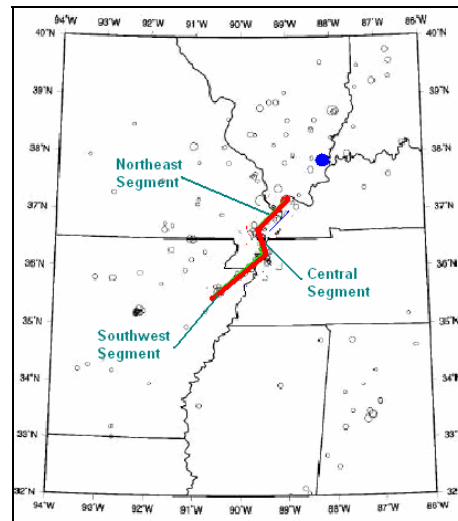 94°W 93°W 92°W 91°W 90°W 89°W 88°W 87°W 86°W
40°N 40°N
39°N 39°N
38°N 38°N
Northeast
Segment
37°N 37°N
36°N 36°N
Central
Segment
35°N 35°N
Southwest
Segment
34°N 34°N
33°N 33°N
32°N 32°N
94°W 93°W 92°W 91°W 90°W 89°W 88°W 87°W 86°W